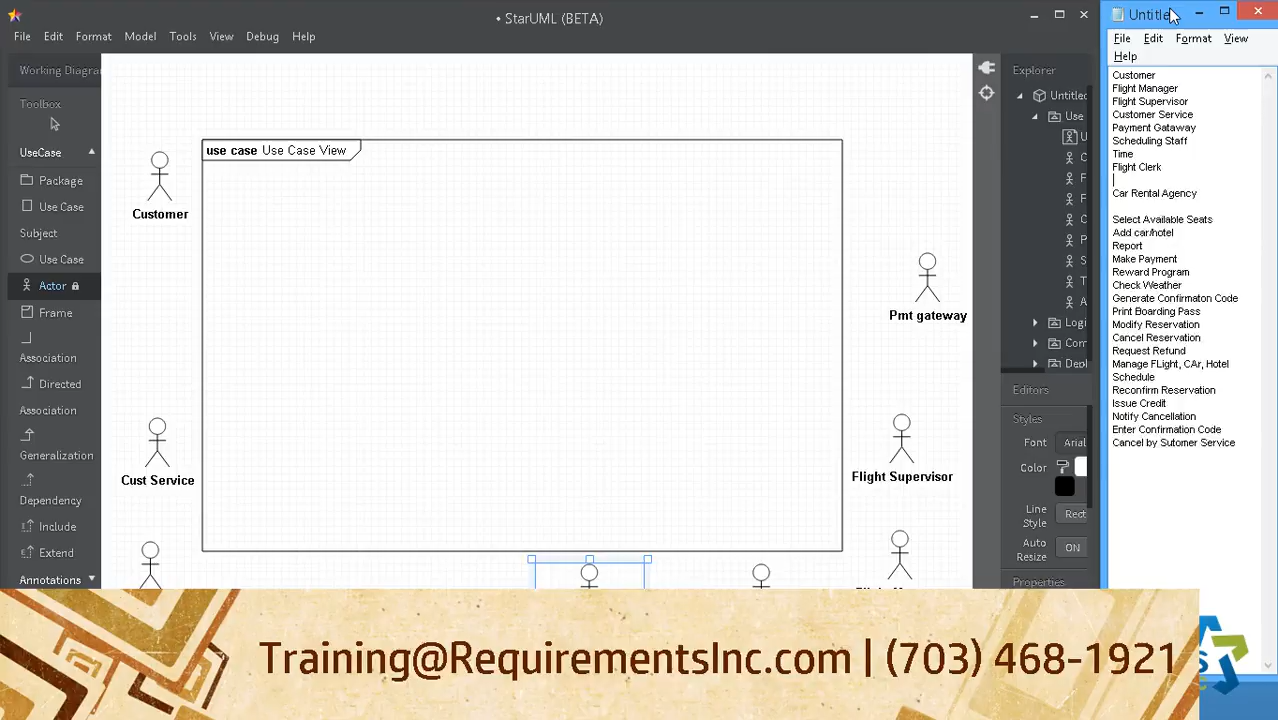 • StarUML (BETA)
File Edit Format Model Tools View Debug Help
Working Diagram
Toolbox
UseCase
Package
Use Case
Subject
Use Case
Actor
Frame
Association
Directed
Association
Generalization
Dependency
Include
Extend
Annotations
use case Use Case View
Customer
Cust Service
Pmt gateway
Flight Supervisor
Explorer
Untitled
Use
U
C
F
F
C
P
S
T
A
Logi
Com
Depl
Editors
Styles
Font Arial
Color
Line
Style Rect
Auto
Resize ON
Properties
Untitle
File Edit Format View
Help
Customer
Flight Manager
Flight Supervisor
Customer Service
Payment Gataway
Scheduling Staff
Time
Flight Clerk
Car Rental Agency
Select Available Seats
Add car/hotel
Report
Make Payment
Reward Program
Check Weather
Generate Confirmaton Code
Print Boarding Pass
Modify Reservation
Cancel Reservation
Request Refund
Manage FLight, CAr, Hotel
Schedule
Reconfirm Reservation
Issue Credit
Notify Cancellation
Enter Confirmation Code
Cancel by Sutomer Service
Training@RequirementsInc.com | (703) 468-1921